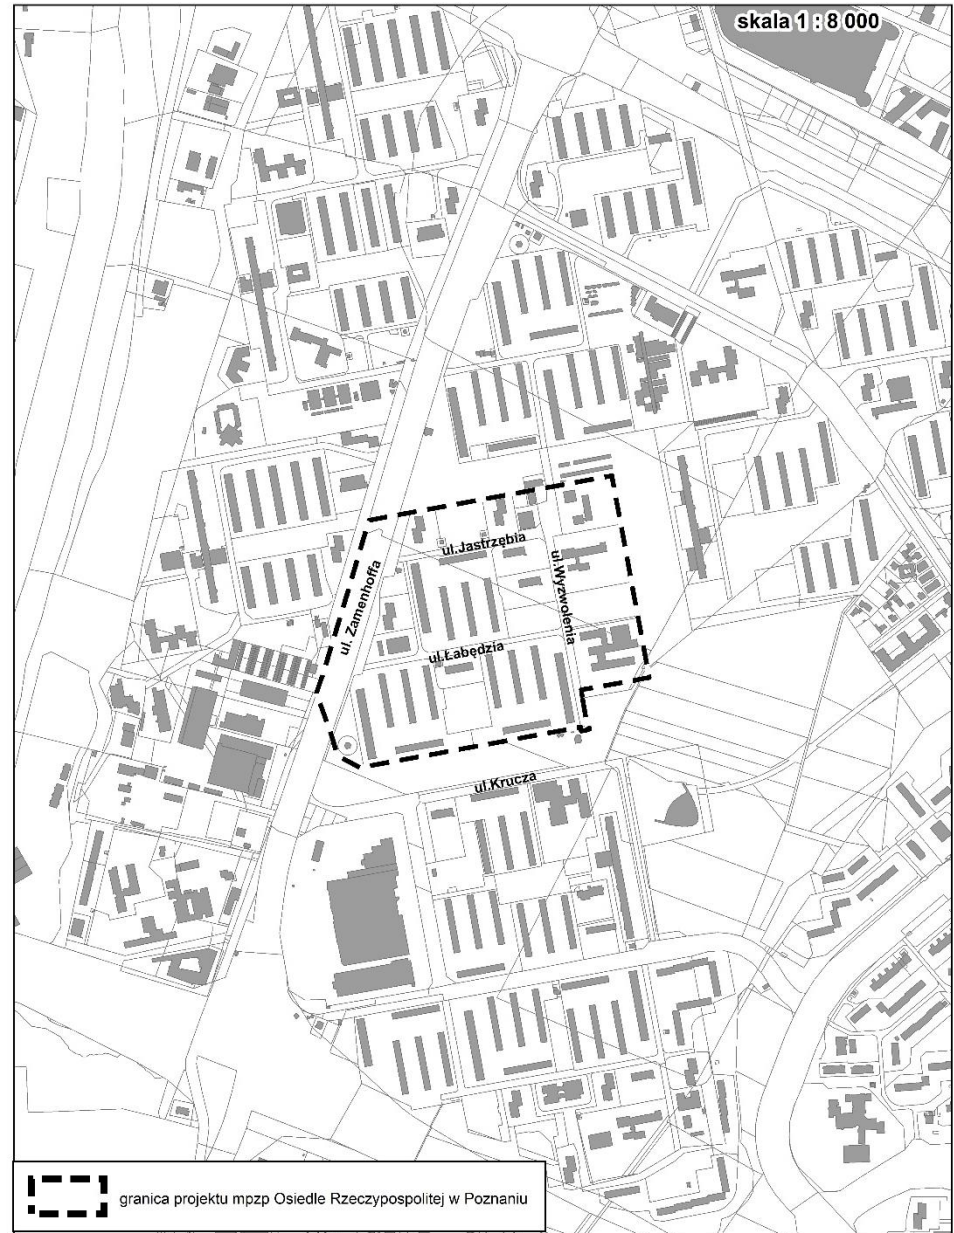 skala 1 : 8 000
ul.Jastrzębia
ul. Zamenhoffa
ul.Wyzwolenia
ul.Łabędzia
ul.Krucza
granica projektu mpzp Osiedle Rzeczypospolitej w Poznaniu